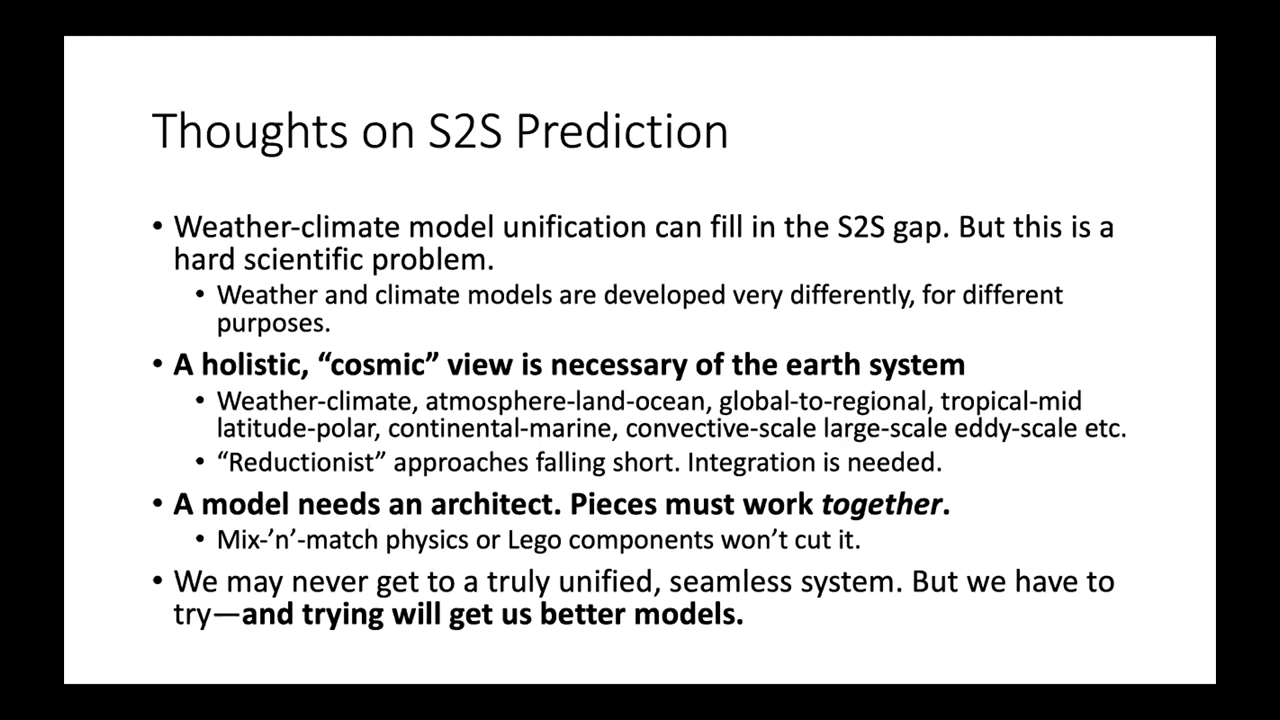 Thoughts on S2S Prediction
• Weather-climate model unification can fill in the S2S gap. But this is a
hard scientific problem.
• Weather and climate models are developed very differently, for different
purposes.
• A holistic, “cosmic” view is necessary of the earth system
• Weather-climate, atmosphere-land-ocean, global-to-regional, tropical-mid
latitude-polar, continental-marine, convective-scale large-scale eddy-scale etc.
• “Reductionist” approaches falling short. Integration is needed.
• A model needs an architect. Pieces must work together.
• Mix-’n’-match physics or Lego components won’t cut it.
• We may never get to a truly unified, seamless system. But we have to
try—and trying will get us better models.